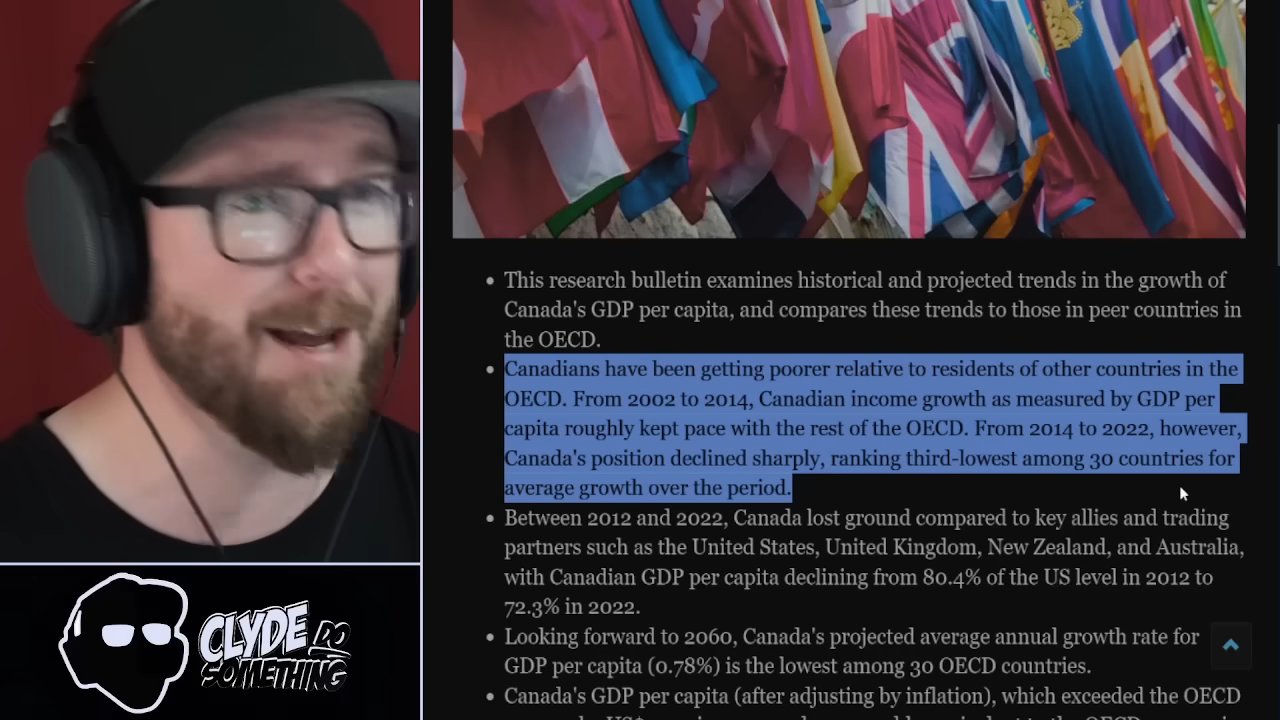 This research bulletin examines historical and projected trends in the growth of
Canada's GDP per capita, and compares these trends to those in peer countries in
the OECD.
Canadians have been getting poorer relative to residents of other countries in the
OECD. From 2002 to 2014, Canadian income growth as measured by GDP per
capita roughly kept pace with the rest of the OECD. From 2014 to 2022, however,
Canada's position declined sharply, ranking third-lowest among 30 countries for
average growth over the period.
Between 2012 and 2022, Canada lost ground compared to key allies and trading
partners such as the United States, United Kingdom, New Zealand, and Australia,
with Canadian GDP per capita declining from 80.4% of the US level in 2012 to
72.3% in 2022.
Looking forward to 2060, Canada's projected average annual growth rate for
GDP per capita (0.78%) is the lowest among 30 OECD countries.
Canada's GDP per capita (after adjusting by inflation), which exceeded the OECD
CLYDE DO
SOMETHING